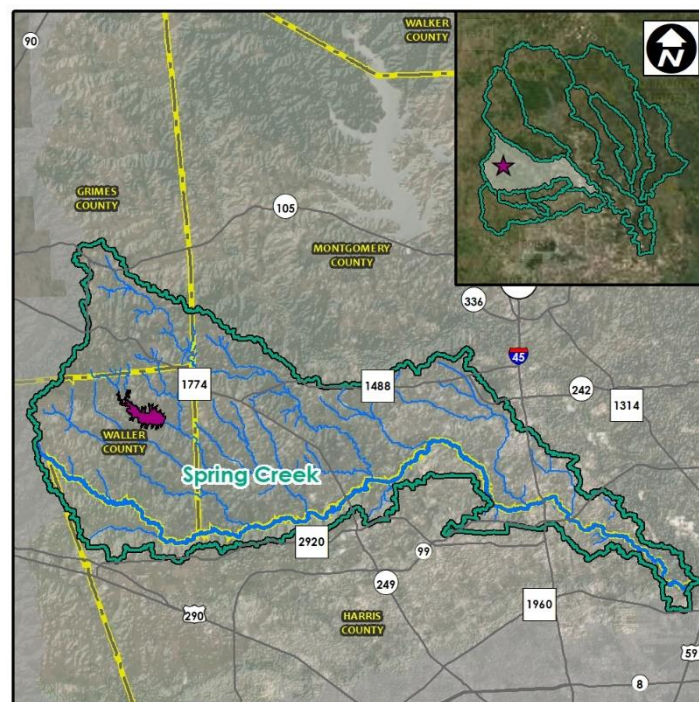 90
WALKER
COUNTY
N
GRIMES
COUNTY
105
MONTGOMERY
COUNTY
336
45
1774
1488
242
1314
WALLER
COUNTY
Spring Creek
2920
99
249
1960
290
HARRIS
COUNTY
59
8